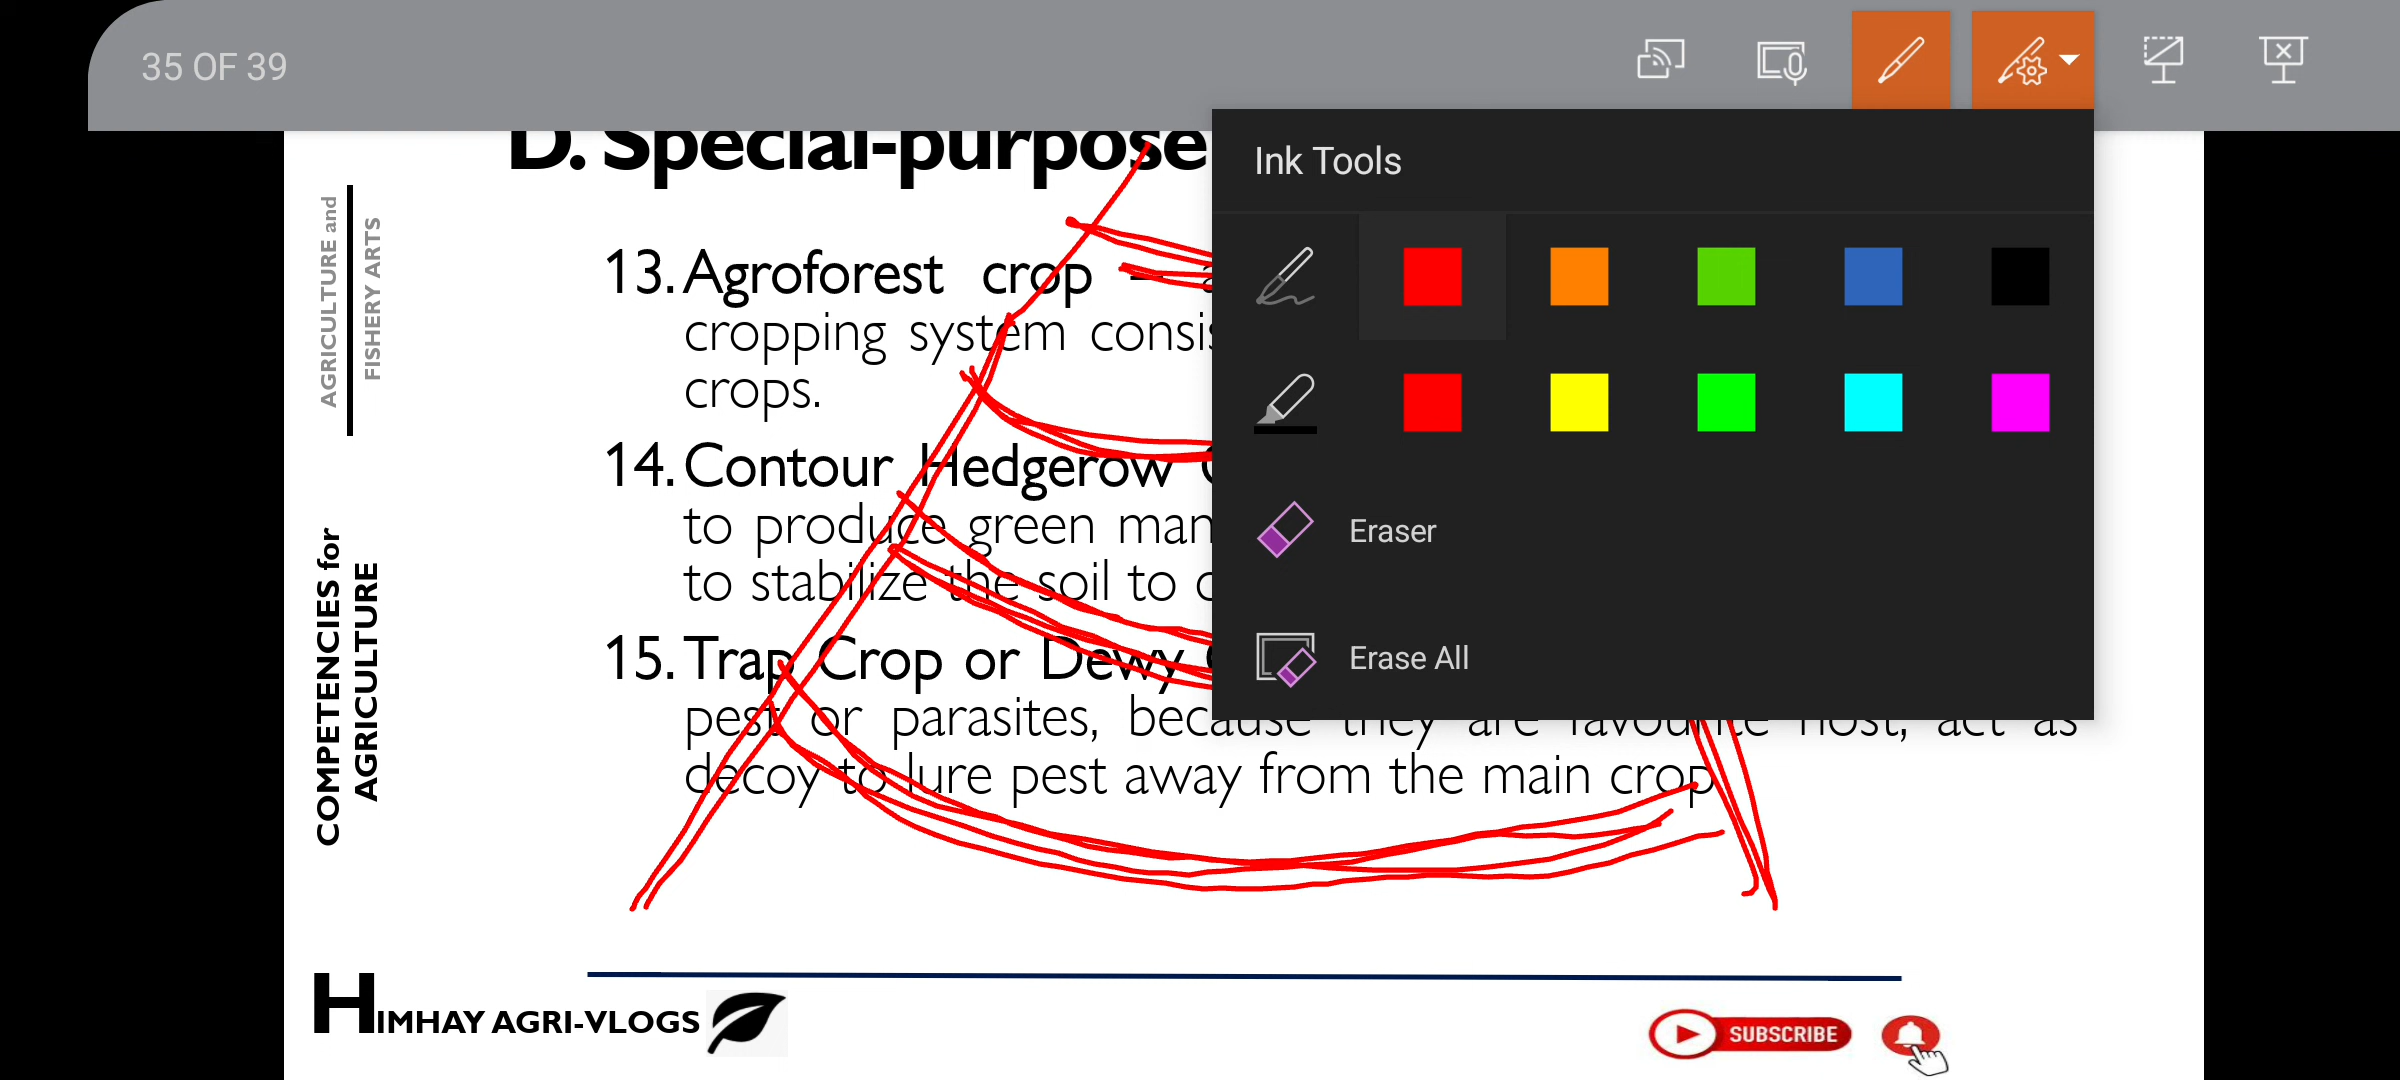 35 OF 39
Ink Tools
Eraser
Erase All
D. Special-purpose
AGRICULTURE and
FISHERY ARTS
COMPETENCIES for
AGRICULTURE
13. Agroforest crop –
cropping system
crops.
14. Contour Hedgerow
to produce green
to stabilize the soil to
15. Trap Crop or Dewy
pest or parasites, because they are favourite host, act as
decoy to lure pest away from the main crop
HIMHAY AGRI-VLOGS
SUBSCRIBE